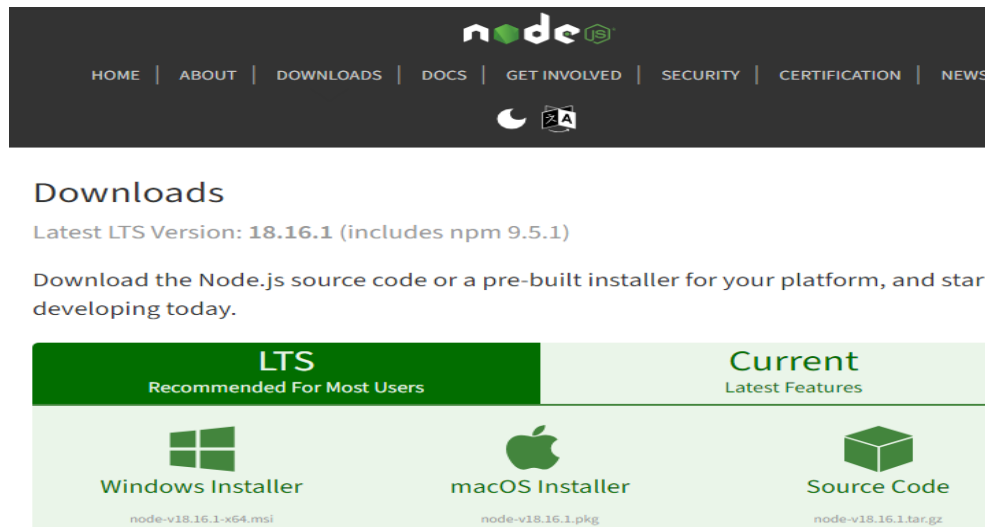 node JS
HOME | ABOUT | DOWNLOADS | DOCS | GET INVOLVED | SECURITY | CERTIFICATION | NEWS
文A
Downloads
Latest LTS Version: 18.16.1 (includes npm 9.5.1)
Download the Node.js source code or a pre-built installer for your platform, and star
developing today.
LTS Current
Recommended For Most Users Latest Features
Windows Installer macOS Installer Source Code
node-v18.16.1-x64.msi node-v18.16.1.pkg node-v18.16.1.tar.gz